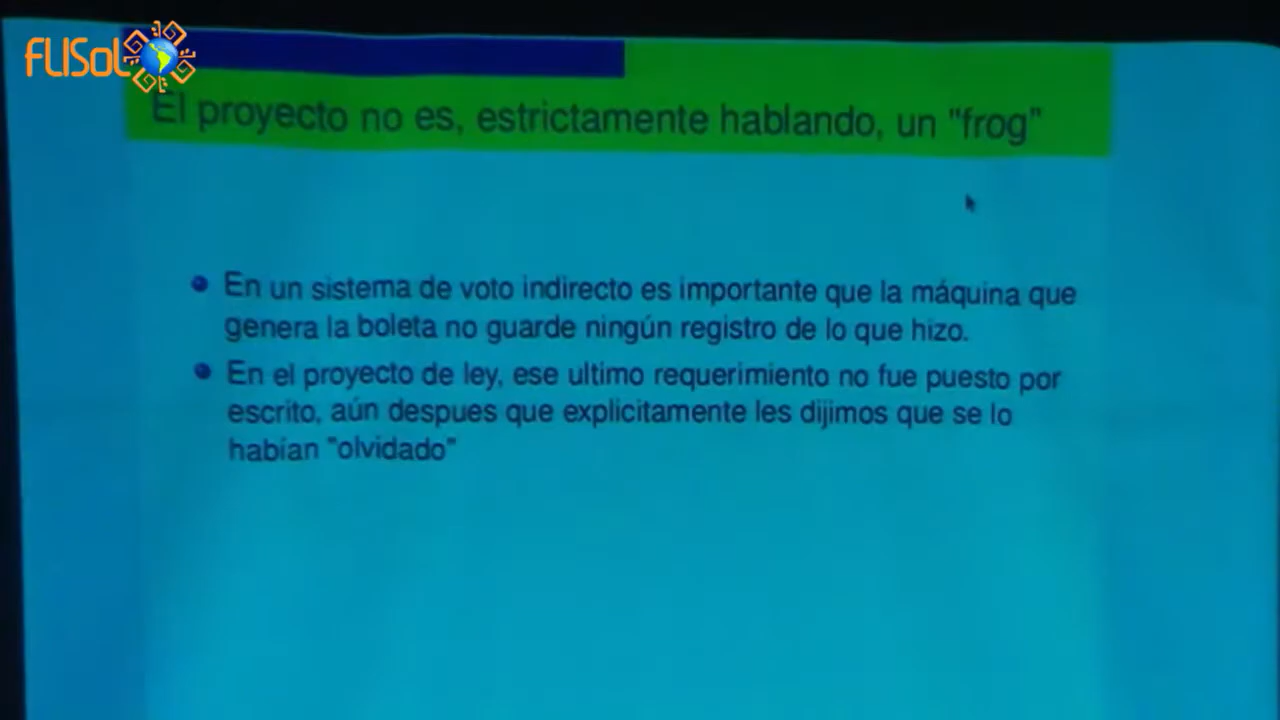 FLISoL
El proyecto no es, estrictamente hablando, un "frog"
En un sistema de voto indirecto es importante que la máquina que
genera la boleta no guarde ningún registro de lo que hizo.
En el proyecto de ley, ese ultimo requerimiento no fue puesto por
escrito, aún despues que explicitamente les dijimos que se lo
habían "olvidado"